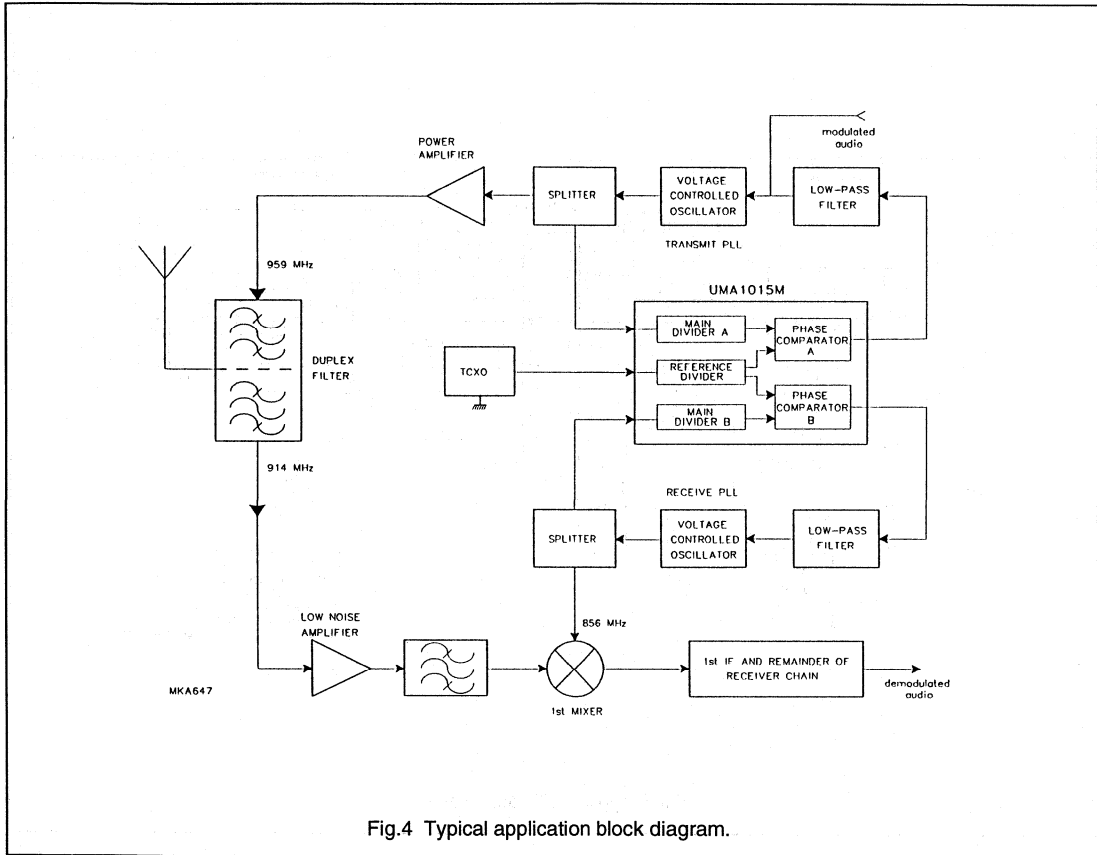 modulated
audio
POWER
AMPLIFIER
SPLITTER
VOLTAGE
CONTROLLED
OSCILLATOR
LOW-PASS
FILTER
TRANSMIT PLL
959 MHz
UMA1015M
MAIN
DIVIDER A
PHASE
COMPARATOR
A
DUPLEX
FILTER
TCXO
REFERENCE
DIVIDER
PHASE
COMPARATOR
B
MAIN
DIVIDER B
914 MHz
RECEIVE PLL
SPLITTER
VOLTAGE
CONTROLLED
OSCILLATOR
LOW-PASS
FILTER
LOW NOISE
AMPLIFIER
856 MHz
1st IF AND REMAINDER OF
RECEIVER CHAIN
demodulated
audio
MKA647
1st MIXER
Fig.4 Typical application block diagram.